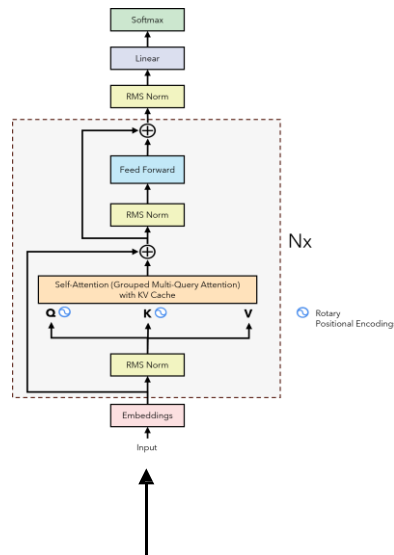 Softmax
Linear
RMS Norm
Feed Forward
RMS Norm
Nx
Self-Attention (Grouped Multi-Query Attention)
with KV Cache
Q K V
Rotary
Positional Encoding
RMS Norm
Embeddings
Input